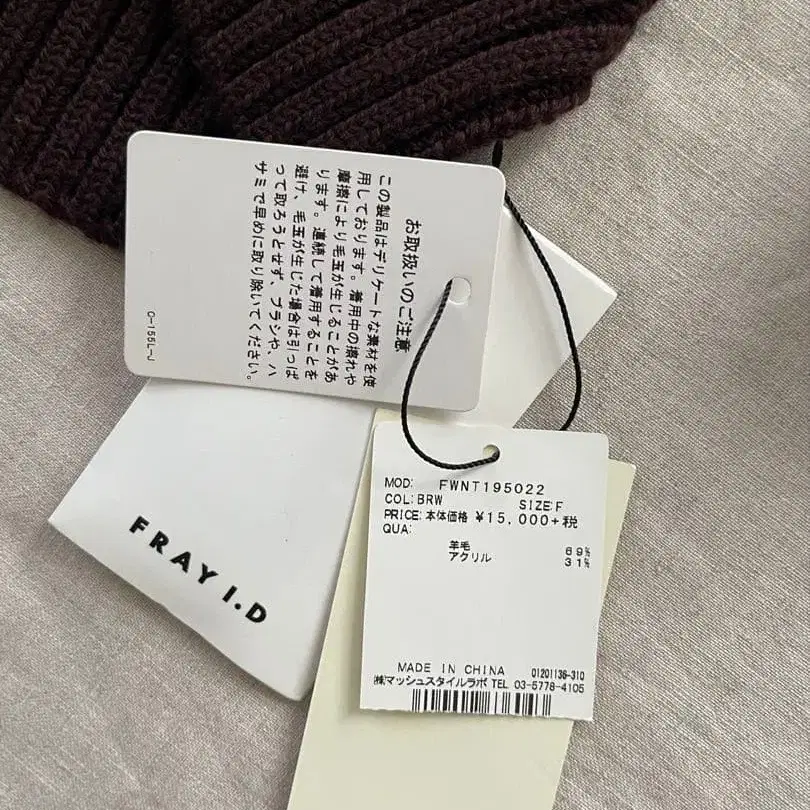 お取扱いのご注意
この製品はデリケートな素材を使
用しております。着用中の擦れや
摩擦により毛玉が生じることがあ
ります。連続して着用することを
避け、毛玉が生じた場合は引っぱ
って取ろうとせず、ブラシや、ハ
サミで早めに取り除いてください。
O-155L-J
FRAY I.D
MOD: FWNT195022
COL:BRW SIZE:F
PRICE:本体価格 ¥15,000+税
QUA:
羊毛 69%
アクリル 31%
MADE IN CHINA 01201136-310
㈱マッシュスタイルラボ TEL 03-5778-4105